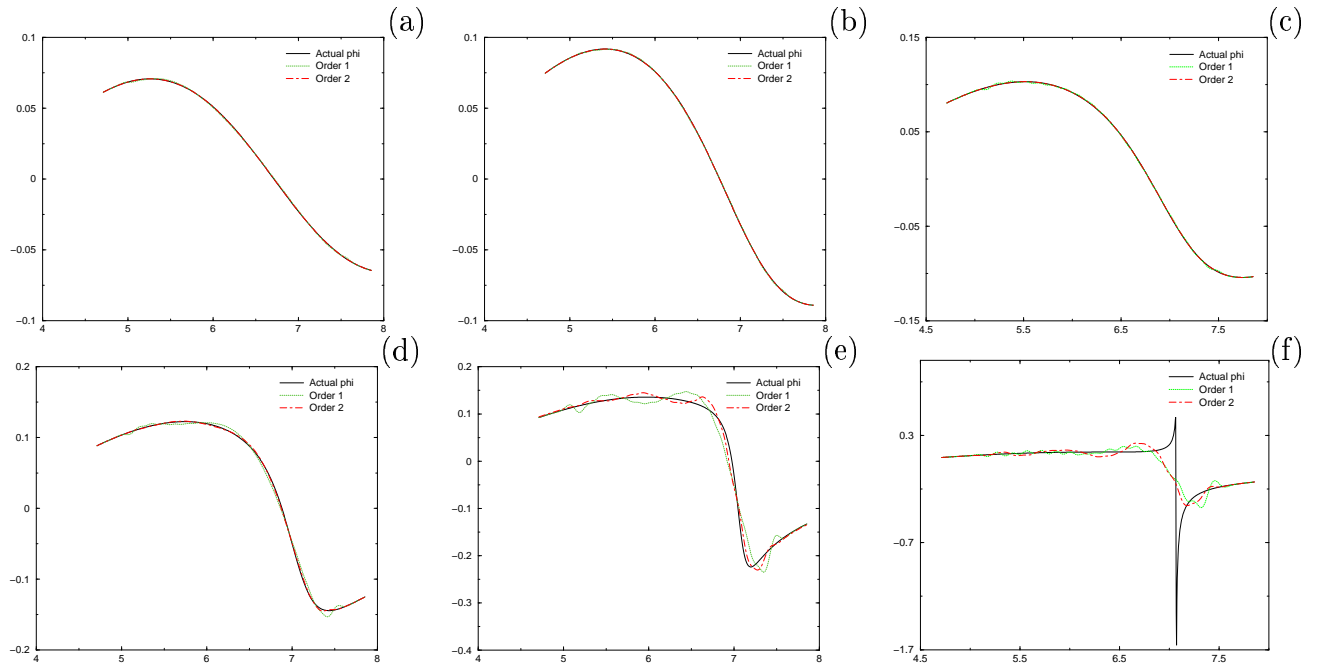 (a)
0.1
0.05
0
−0.05
−0.1
4 5 6 7 8
Actual phi
Order 1
Order 2
(b)
0.1
0.05
0
−0.05
−0.1
4 5 6 7 8
Actual phi
Order 1
Order 2
(c)
0.15
0.05
−0.05
−0.15
4.5 5.5 6.5 7.5
Actual phi
Order 1
Order 2
(d)
0.2
0.1
0
−0.1
−0.2
4 5 6 7 8
Actual phi
Order 1
Order 2
(e)
0.2
0.1
0
−0.1
−0.2
−0.3
−0.4
4 5 6 7 8
Actual phi
Order 1
Order 2
(f)
0.3
−0.7
−1.7
4.5 5.5 6.5 7.5
Actual phi
Order 1
Order 2